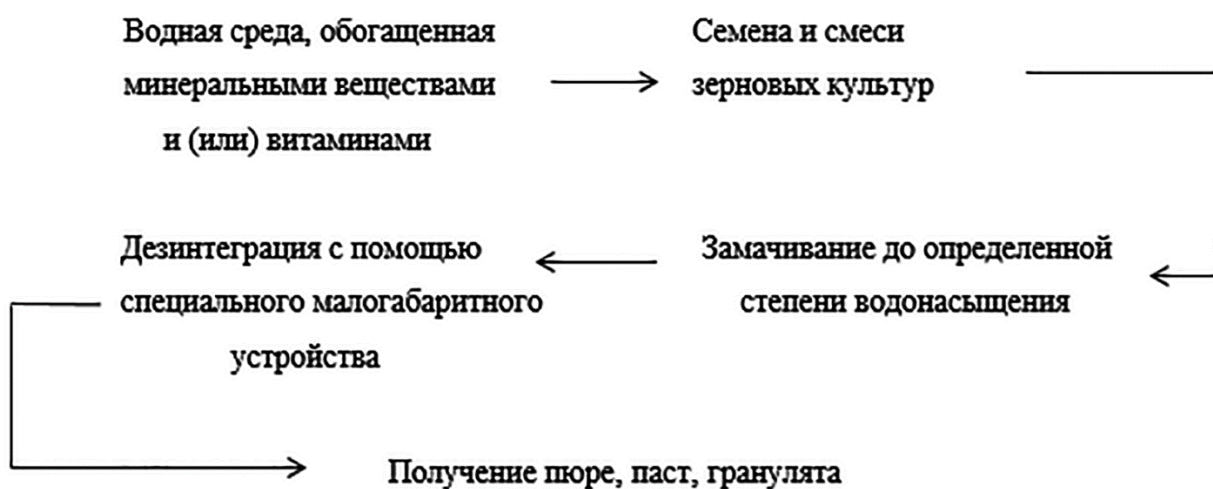 Водная среда, обогащенная
минеральными веществами
и (или) витаминами
Семена и смеси
зерновых культур
Замачивание до определенной
степени водонасыщения
Дезинтеграция с помощью
специального малогабаритного
устройства
Получение пюре, паст, гранулята